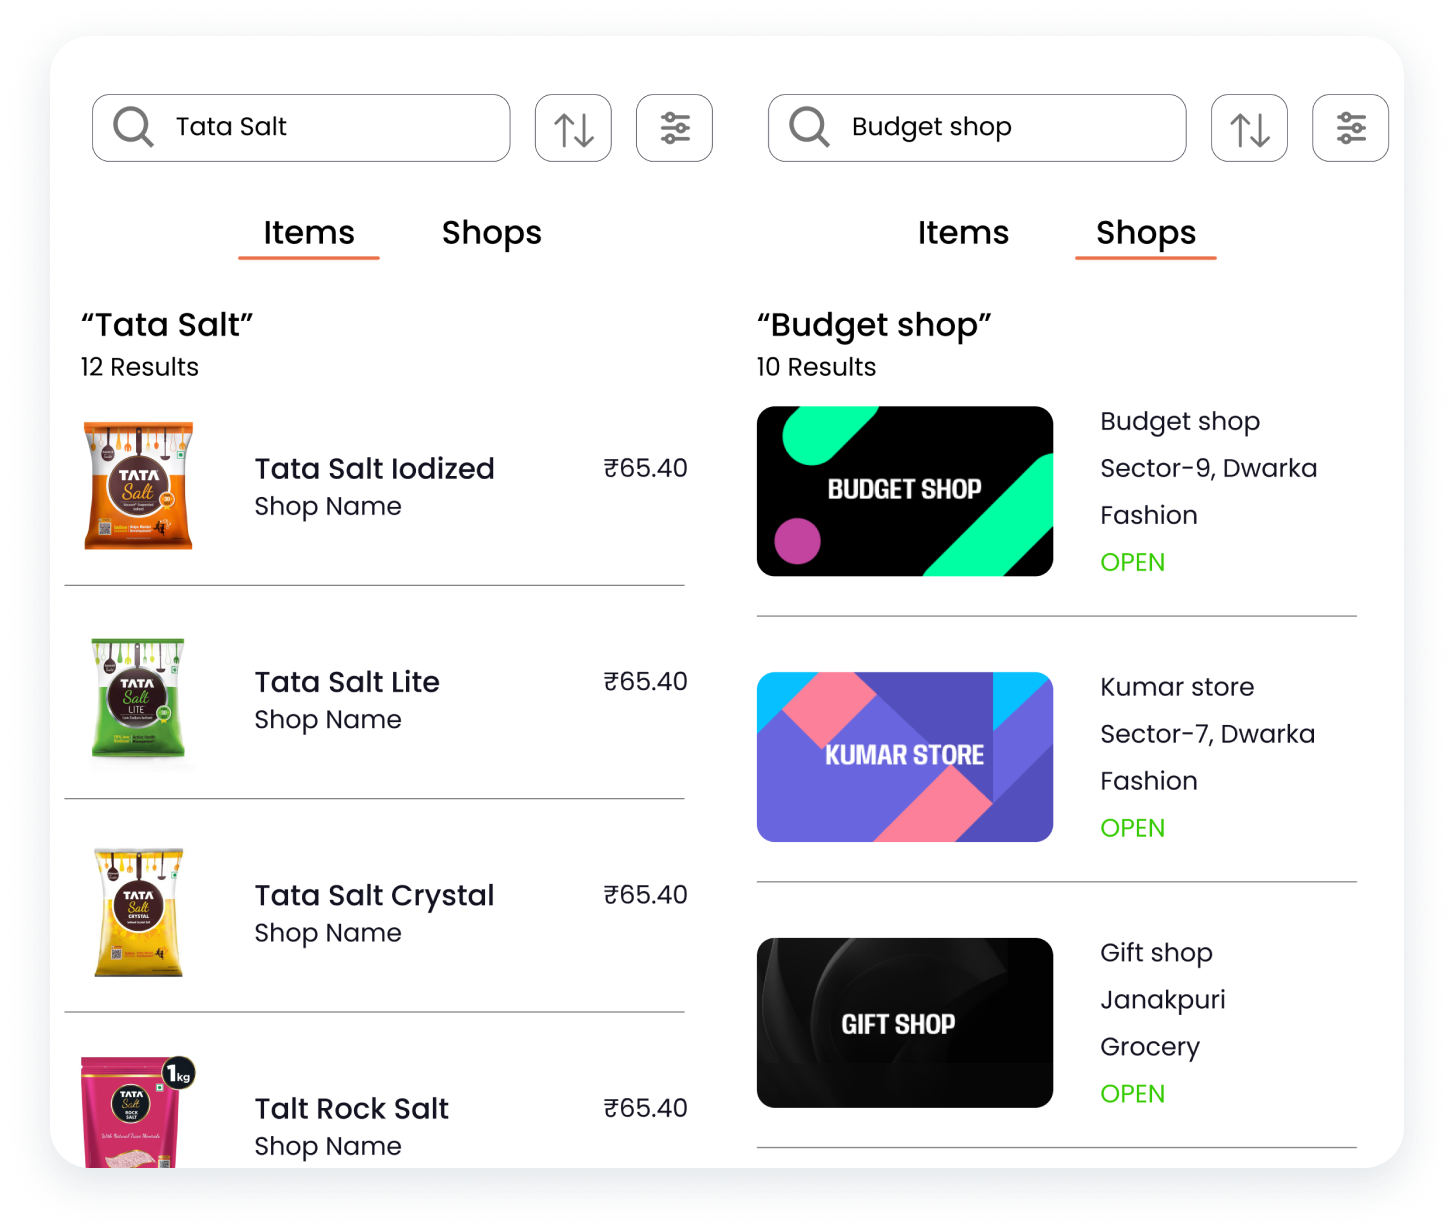 Tata Salt
Items Shops
“Tata Salt”
12 Results
TATA
Salt
Tata Salt Iodized ₹65.40
Shop Name
TATA
Salt
LITE
Tata Salt Lite ₹65.40
Shop Name
TATA
Salt
CRYSTAL
Tata Salt Crystal ₹65.40
Shop Name
1kg
TATA
Salt
ROCK
SALT
Talt Rock Salt ₹65.40
Shop Name
Budget shop
Items Shops
“Budget shop”
10 Results
BUDGET SHOP
Budget shop
Sector-9, Dwarka
Fashion
OPEN
KUMAR STORE
Kumar store
Sector-7, Dwarka
Fashion
OPEN
GIFT SHOP
Gift shop
Janakpuri
Grocery
OPEN